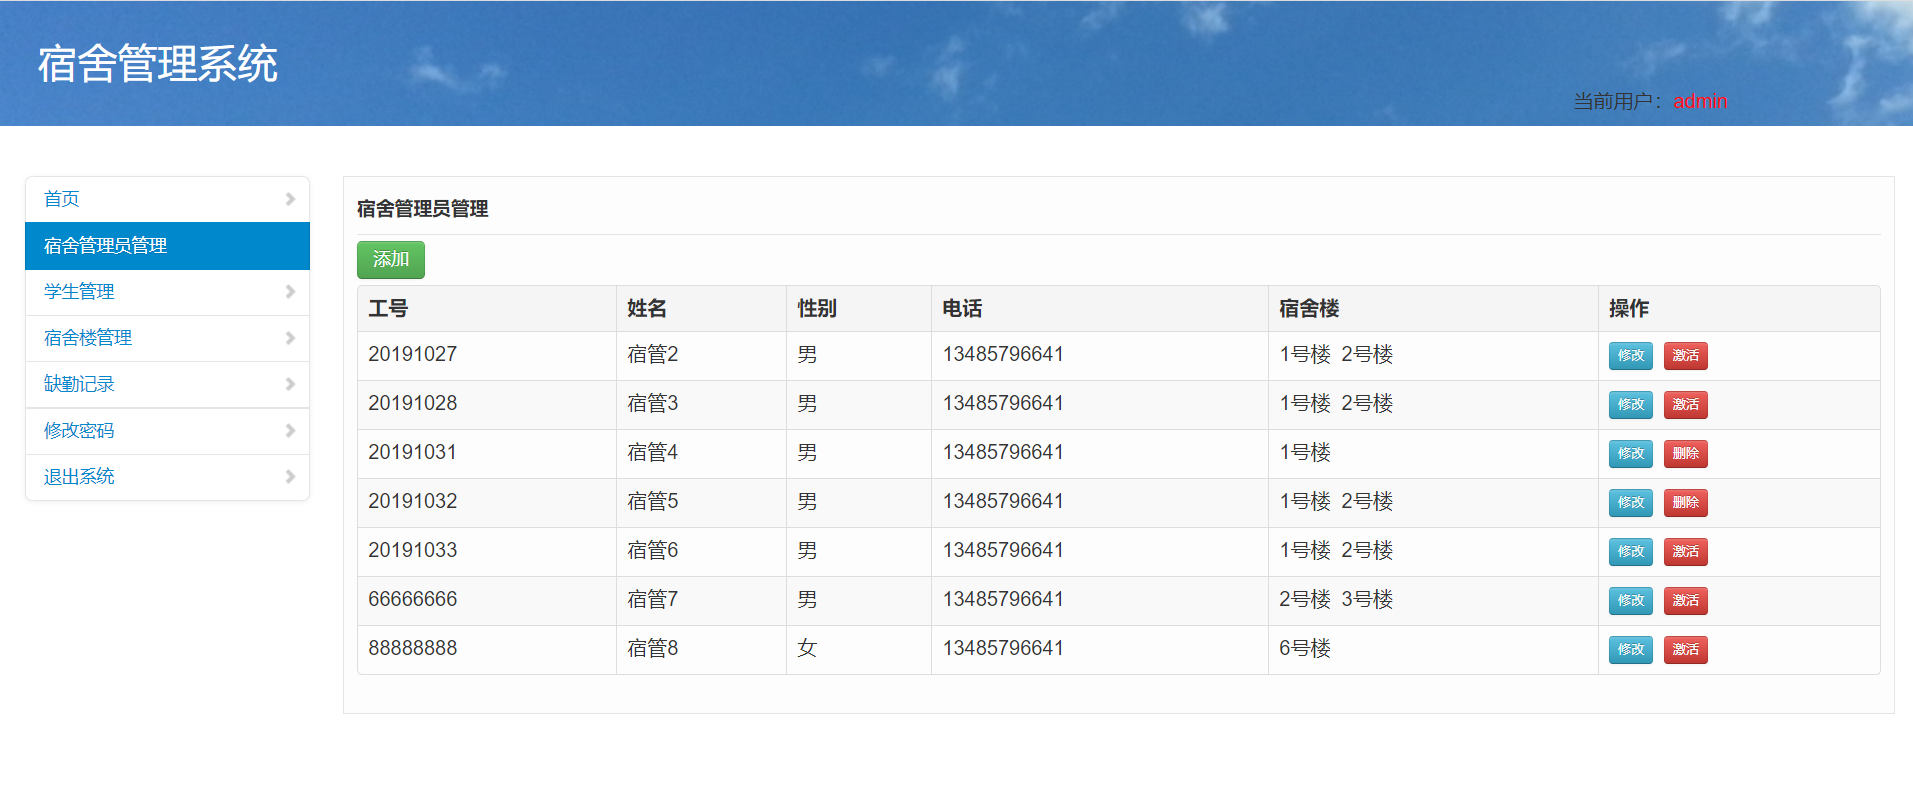 宿舍管理系统
当前用户：admin
首页
宿舍管理员管理
学生管理
宿舍楼管理
缺勤记录
修改密码
退出系统
宿舍管理员管理
添加
工号 姓名 性别 电话 宿舍楼 操作
20191027 宿管2 男 13485796641 1号楼 2号楼 修改 激活
20191028 宿管3 男 13485796641 1号楼 2号楼 修改 激活
20191031 宿管4 男 13485796641 1号楼 修改 删除
20191032 宿管5 男 13485796641 1号楼 2号楼 修改 删除
20191033 宿管6 男 13485796641 1号楼 2号楼 修改 激活
66666666 宿管7 男 13485796641 2号楼 3号楼 修改 激活
88888888 宿管8 女 13485796641 6号楼 修改 激活